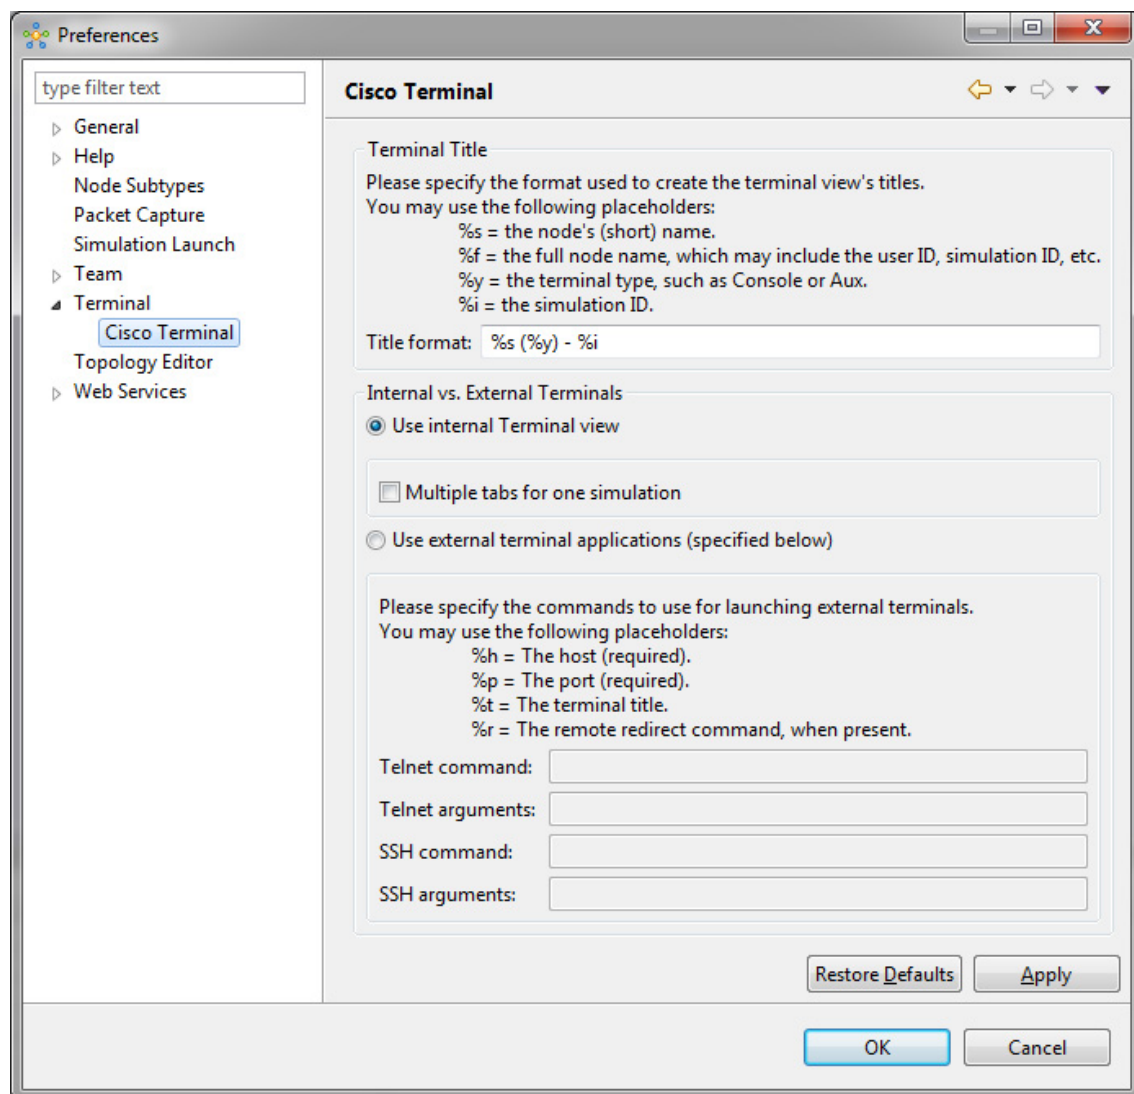 Preferences
type filter text
General
Help
Node Subtypes
Packet Capture
Simulation Launch
Team
Terminal
Cisco Terminal
Topology Editor
Web Services
Cisco Terminal
Terminal Title
Please specify the format used to create the terminal view's titles.
You may use the following placeholders:
%s = the node's (short) name.
%f = the full node name, which may include the user ID, simulation ID, etc.
%y = the terminal type, such as Console or Aux.
%i = the simulation ID.
Title format: %s (%y) - %i
Internal vs. External Terminals
Use internal Terminal view
Multiple tabs for one simulation
Use external terminal applications (specified below)
Please specify the commands to use for launching external terminals.
You may use the following placeholders:
%h = The host (required).
%p = The port (required).
%t = The terminal title.
%r = The remote redirect command, when present.
Telnet command:
Telnet arguments:
SSH command:
SSH arguments:
Restore Defaults Apply
OK Cancel